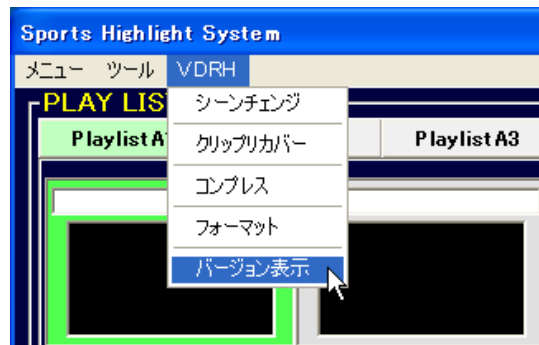 Sports Highlight System
メニュー ツール VDRH
PLAY LIS
Playlist A
Playlist A3
シーンチェンジ
クリップリカバー
コンプレス
フォーマット
バージョン表示